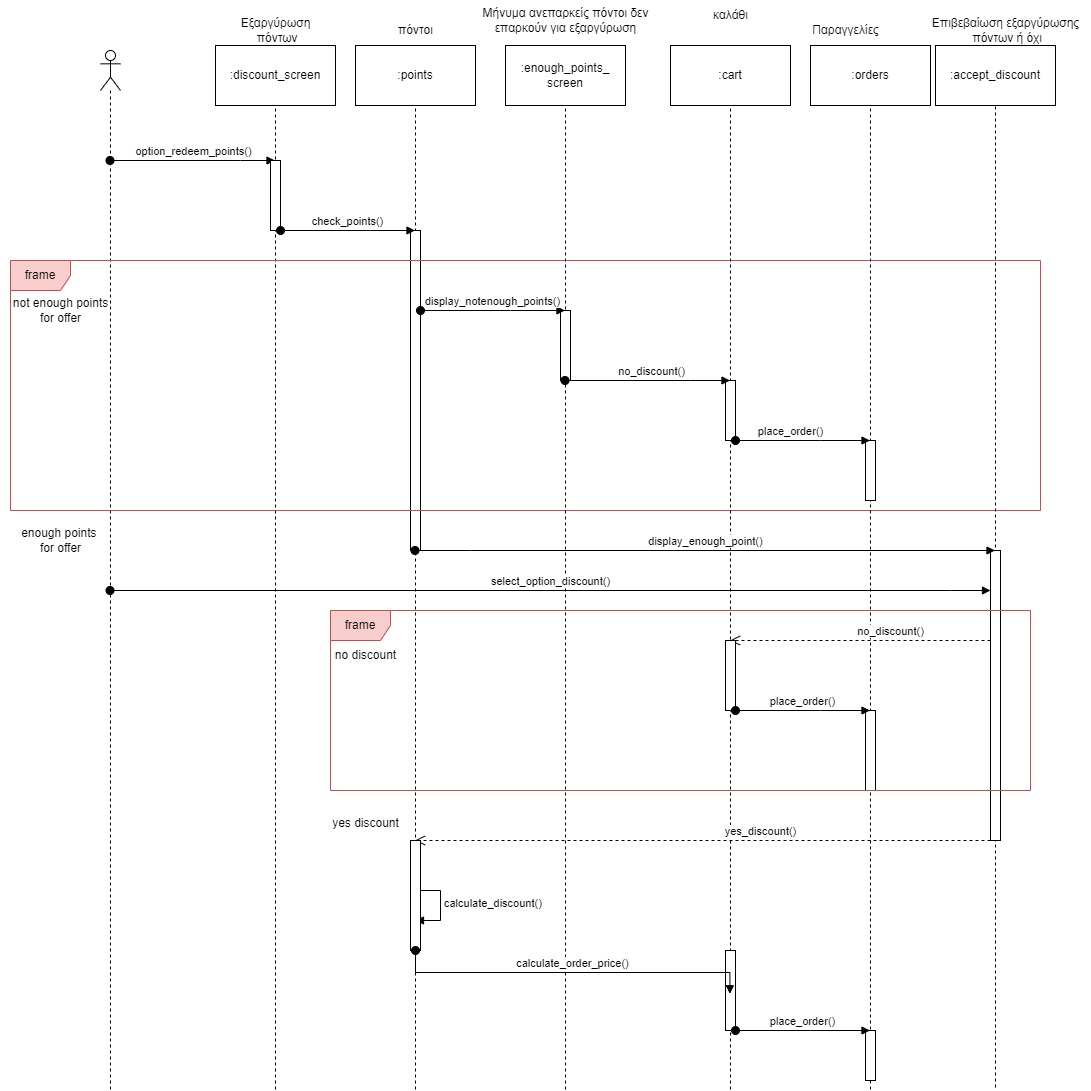 Εξαργύρωση
πόντων
πόντοι
Μήνυμα ανεπαρκείς πόντοι δεν
επαρκούν για εξαργύρωση
καλάθι
Παραγγελίες
Επιβεβαίωση εξαργύρωσης
πόντων ή όχι
:discount_screen
:points
:enough_points_
screen
:cart
:orders
:accept_discount
option_redeem_points()
check_points()
frame
not enough points
for offer
display_notenough_points()
no_discount()
place_order()
enough points
for offer
display_enough_point()
select_option_discount()
frame
no_discount()
no discount
place_order()
yes discount
yes_discount()
calculate_discount()
calculate_order_price()
place_order()